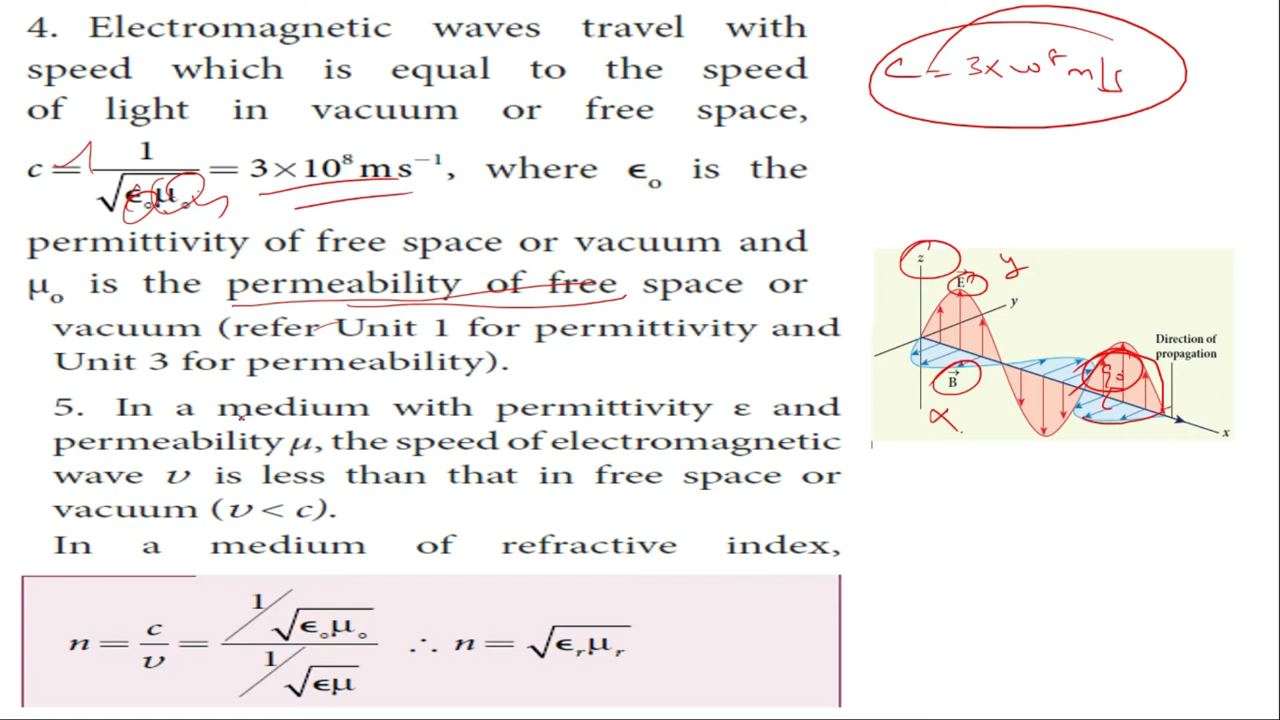 4. Electromagnetic waves travel with
speed which is equal to the speed
of light in vacuum or free space,
c = 1/√ϵ₀μ₀ = 3×10⁸ m s⁻¹, where ϵ₀ is the
permittivity of free space or vacuum and
μ₀ is the permeability of free space or
vacuum (refer Unit 1 for permittivity and
Unit 3 for permeability).
5. In a medium with permittivity ε and
permeability μ, the speed of electromagnetic
wave υ is less than that in free space or
vacuum (υ < c).
In a medium of refractive index,
n = c/υ = (1/√ϵ₀μ₀)/(1/√ϵμ) ∴ n = √ϵᵣμᵣ
c = 3×10⁸ m/s
z
E
y
y
Direction of
propagation
B
x